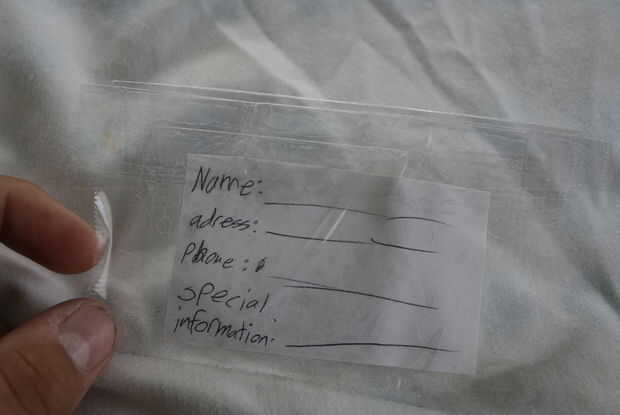 Name:
adress:
Phone:
special
information: